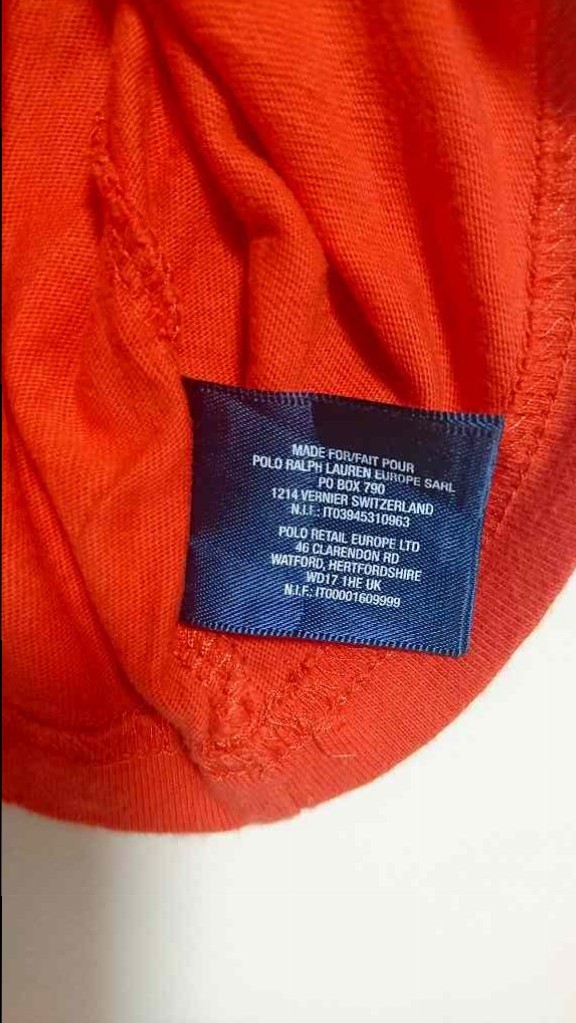 MADE FOR/FAIT POUR
POLO RALPH LAUREN EUROPE SARL
PO BOX 790
1214 VERNIER SWITZERLAND
N.I.F.: IT03945310963
POLO RETAIL EUROPE LTD
46 CLARENDON RD
WATFORD, HERTFORDSHIRE
WD17 1HE UK
N.I.F.: IT00001609999